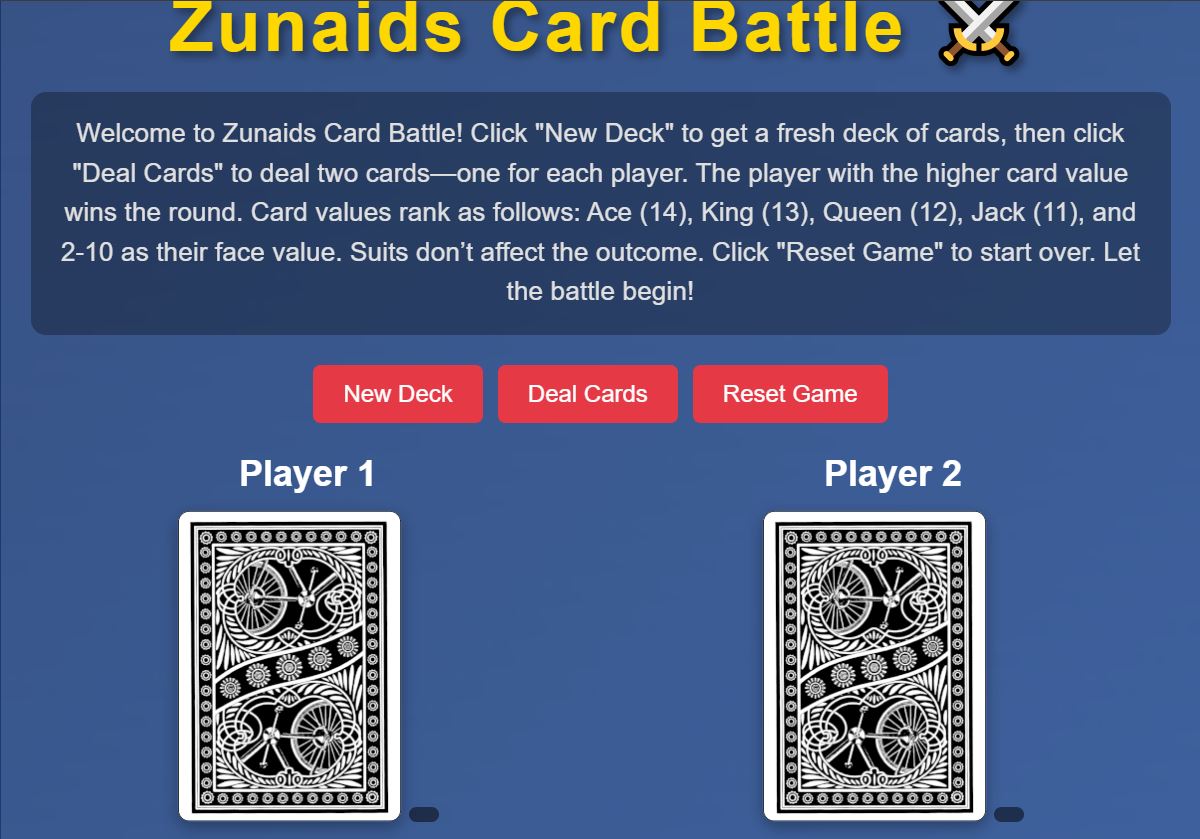 Zunaids Card Battle
Welcome to Zunaids Card Battle! Click "New Deck" to get a fresh deck of cards, then click
"Deal Cards" to deal two cards—one for each player. The player with the higher card value
wins the round. Card values rank as follows: Ace (14), King (13), Queen (12), Jack (11), and
2-10 as their face value. Suits don’t affect the outcome. Click "Reset Game" to start over. Let
the battle begin!
New Deck
Deal Cards
Reset Game
Player 1
Player 2